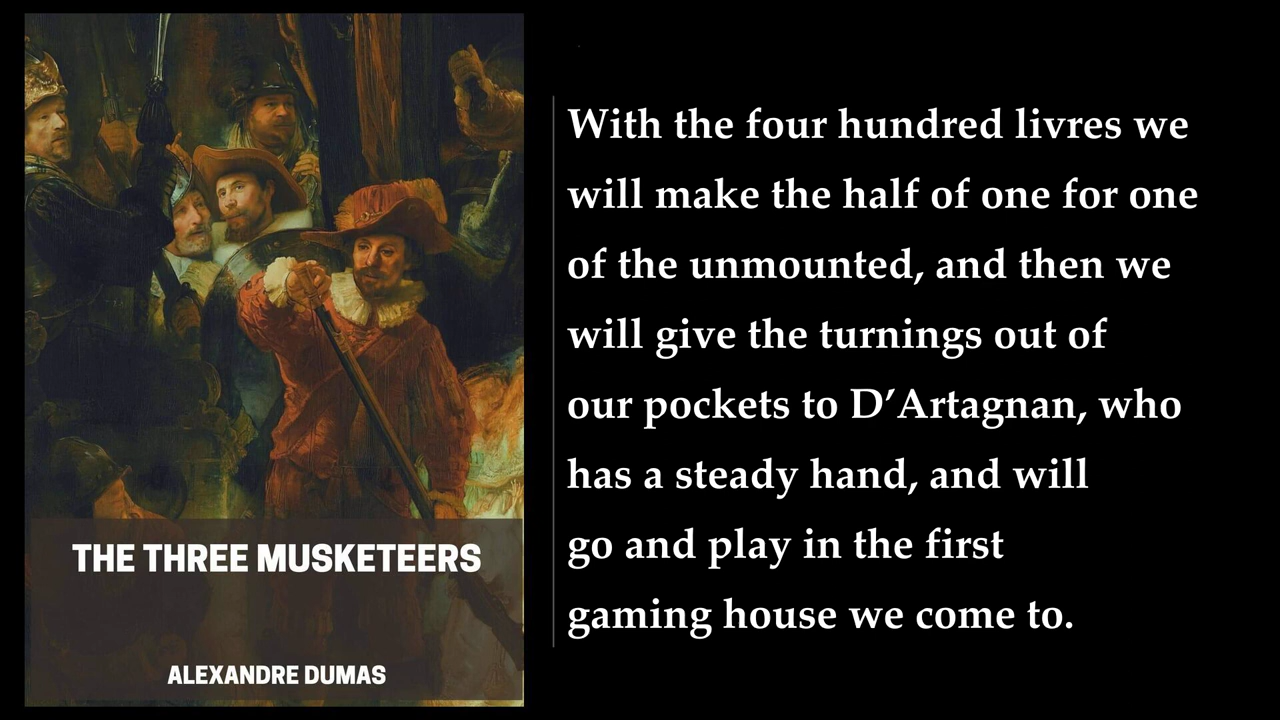 THE THREE MUSKETEERS
ALEXANDRE DUMAS
With the four hundred livres we
will make the half of one for one
of the unmounted, and then we
will give the turnings out of
our pockets to D’Artagnan, who
has a steady hand, and will
go and play in the first
gaming house we come to.